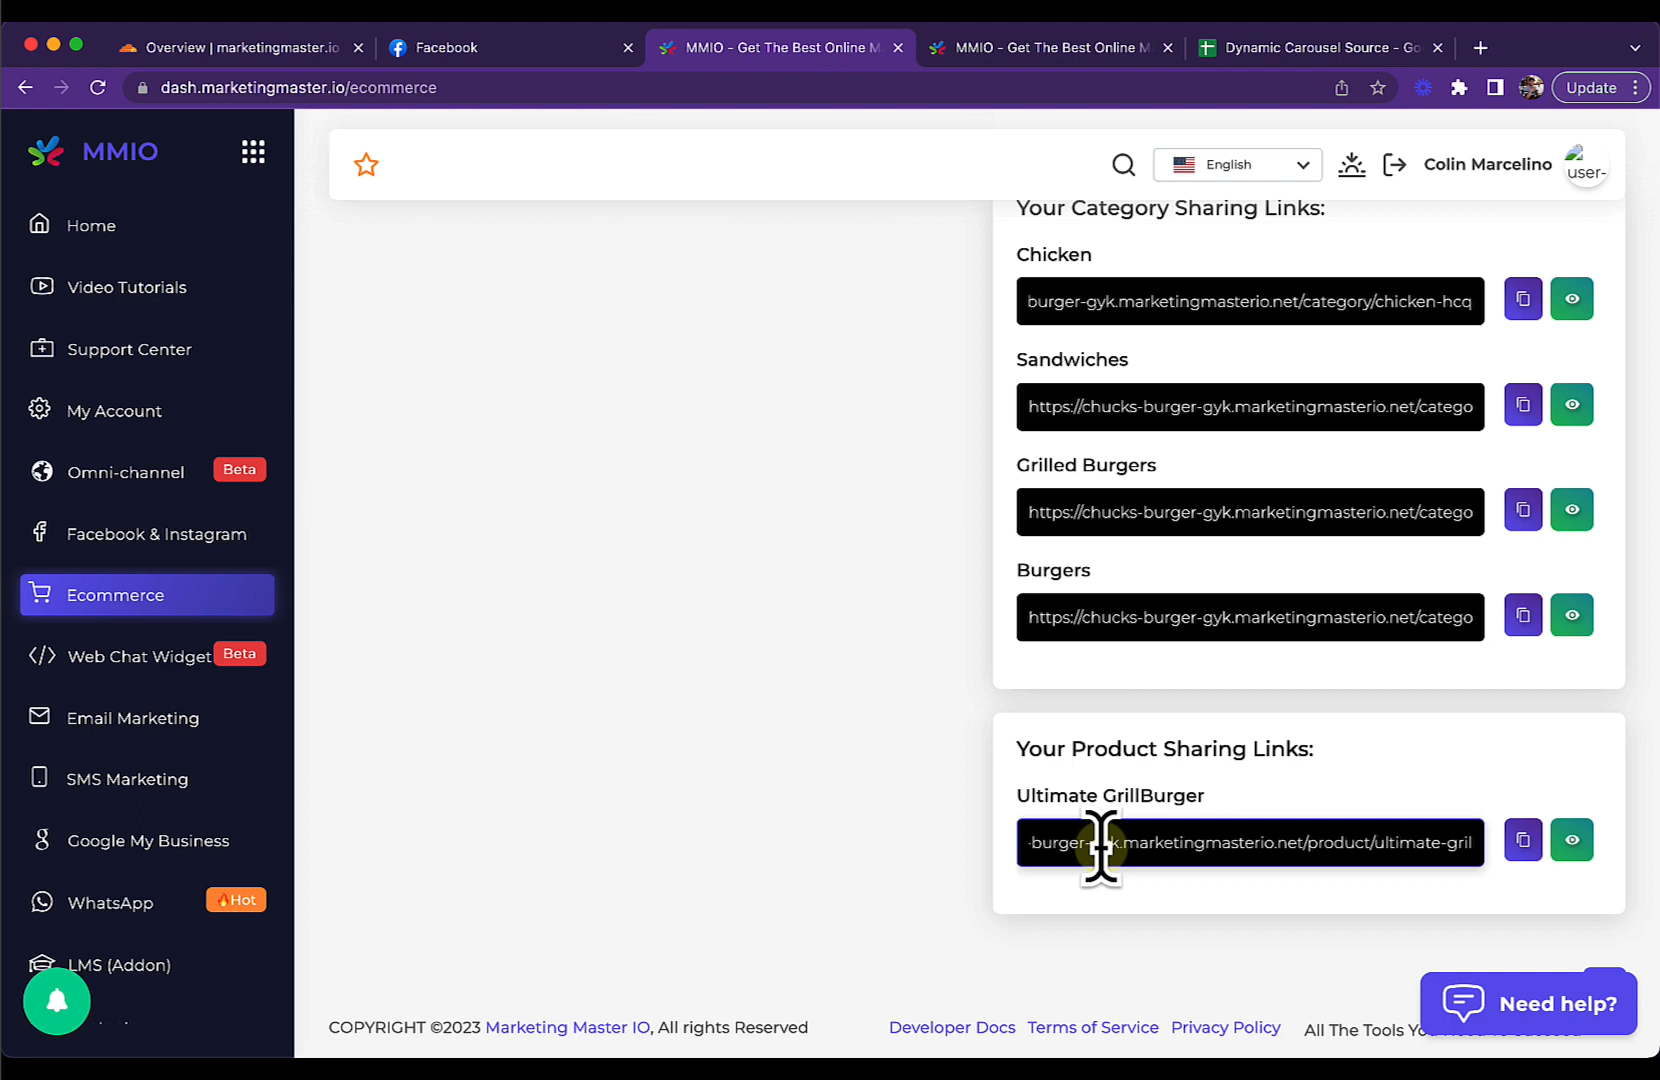 Overview | marketingmaster.io
Facebook
MMIO - Get The Best Online M
MMIO - Get The Best Online M
Dynamic Carousel Source - Go
dash.marketingmaster.io/ecommerce
Update
MMIO
Home
Video Tutorials
Support Center
My Account
Omni-channel Beta
Facebook & Instagram
Ecommerce
Web Chat Widget Beta
Email Marketing
SMS Marketing
Google My Business
WhatsApp 🔥Hot
LMS (Addon)
English
Colin Marcelino
user-
Your Category Sharing Links:
Chicken
burger-gyk.marketingmasterio.net/category/chicken-hcq
Sandwiches
https://chucks-burger-gyk.marketingmasterio.net/catego
Grilled Burgers
https://chucks-burger-gyk.marketingmasterio.net/catego
Burgers
https://chucks-burger-gyk.marketingmasterio.net/catego
Your Product Sharing Links:
Ultimate GrillBurger
-burger-gyk.marketingmasterio.net/product/ultimate-gril
Need help?
COPYRIGHT ©2023 Marketing Master IO, All rights Reserved
Developer Docs Terms of Service Privacy Policy
All The Tools